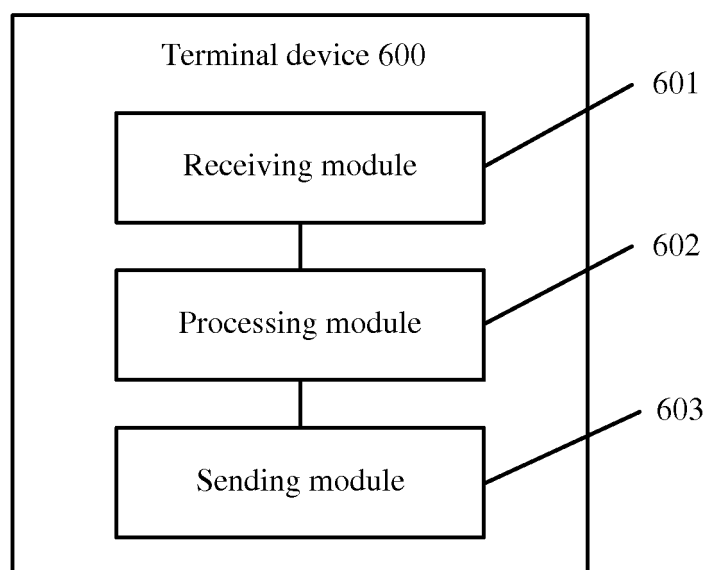 Terminal device 600
601
Receiving module
602
Processing module
603
Sending module